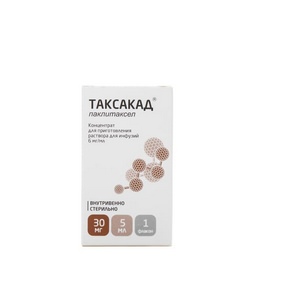 ТАКСАКАД®
паклитаксел
Концентрат
для приготовления
раствора для инфузий
6 мг/мл
ВНУТРИВЕННО
СТЕРИЛЬНО
30 МГ
5 МЛ
1 флакон